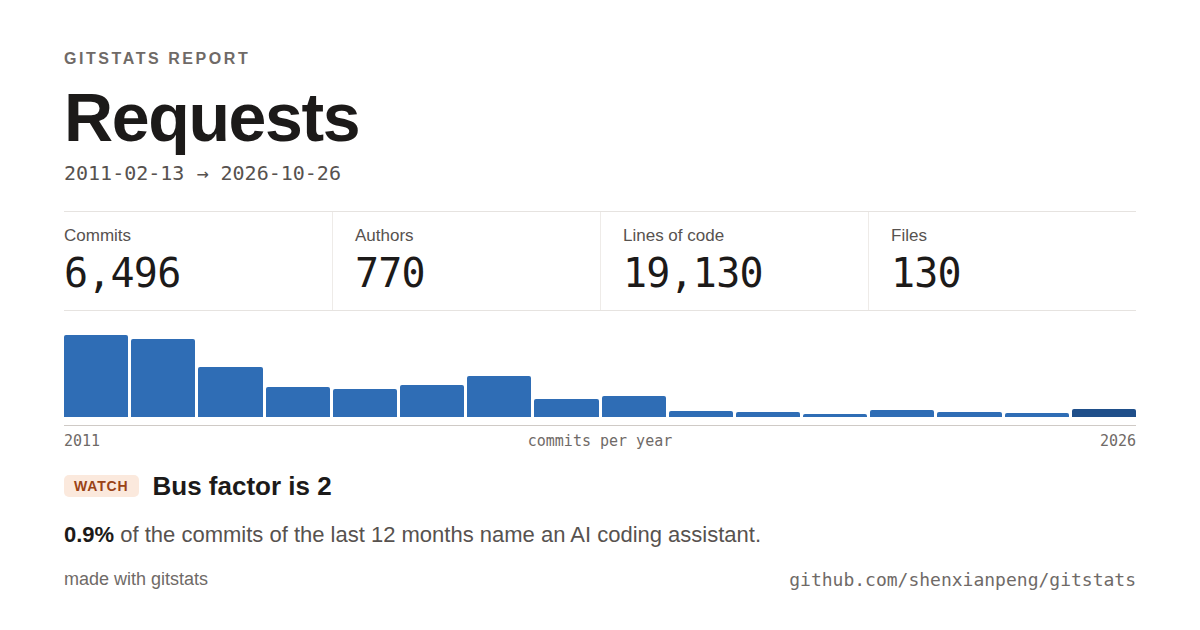 GITSTATS REPORT
Requests
2011-02-13 → 2026-10-26
Commits
6,496
Authors
770
Lines of code
19,130
Files
130
2011
commits per year
2026
WATCH Bus factor is 2
0.9% of the commits of the last 12 months name an AI coding assistant.
made with gitstats
github.com/shenxianpeng/gitstats